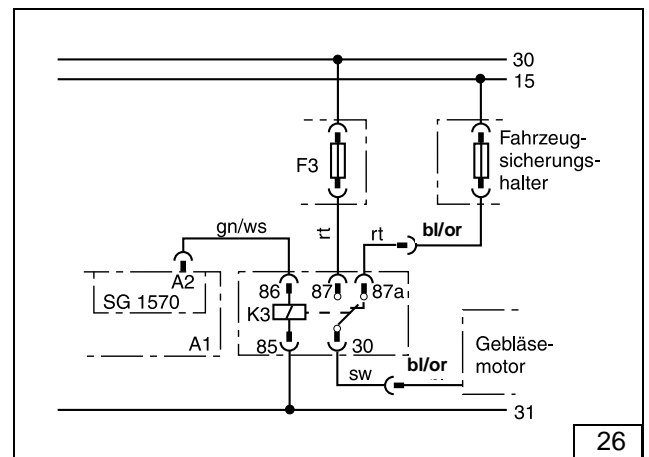 30
15
F3
Fahrzeug-
sicherungs-
halter
gn/ws
rt
rt
bl/or
A2
SG 1570
A1
86
87
87a
K3
85
30
sw
bl/or
Gebläse-
motor
31
26